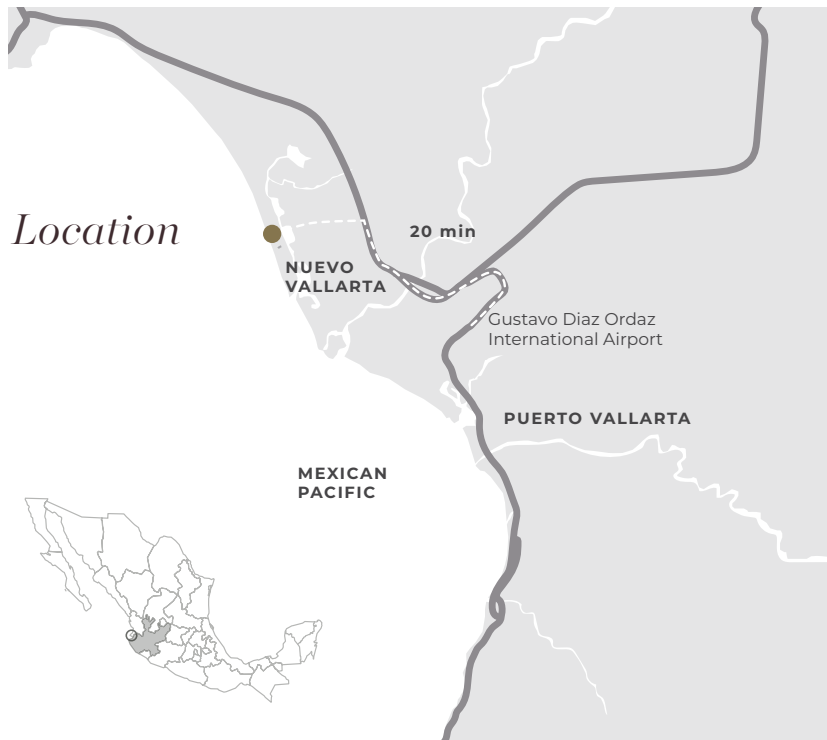 Location
20 min
NUEVO
VALLARTA
Gustavo Diaz Ordaz
International Airport
PUERTO VALLARTA
MEXICAN
PACIFIC